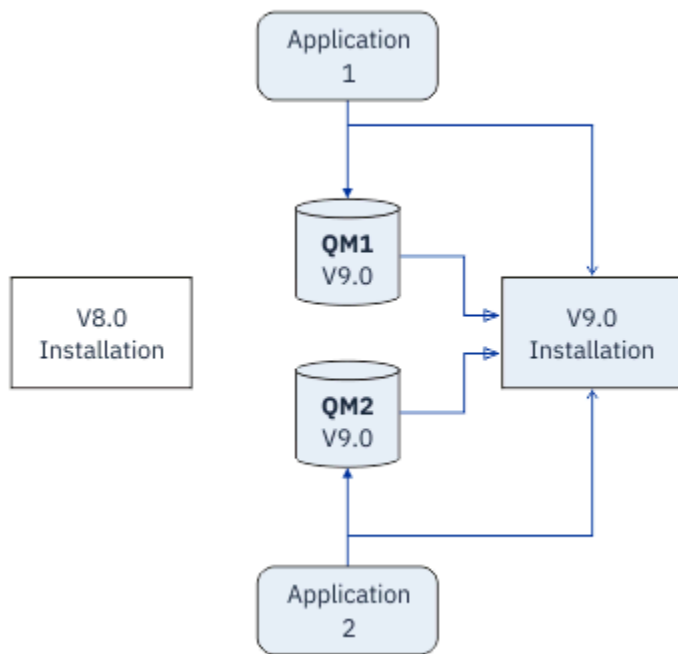 Application
1
QM1
V9.0
V8.0
Installation
V9.0
Installation
QM2
V9.0
Application
2